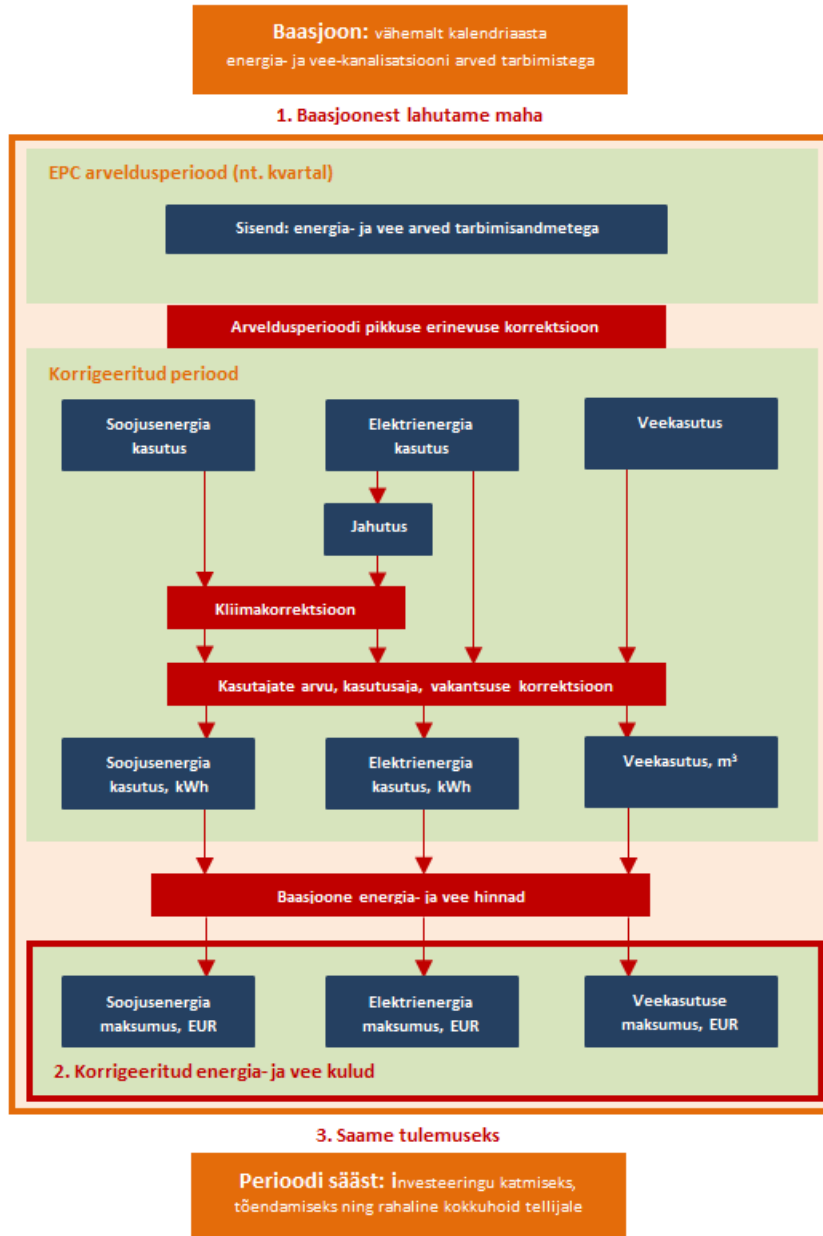 Baasjoon: vähemalt kalendriaasta
energia- ja vee-kanalisatsiooni arved tarbimistega
1. Baasjoonest lahutame maha
EPC arveldusperiood (nt. kvartal)
Sisend: energia- ja vee arved tarbimisandmetega
Arveldusperioodi pikkuse erinevuse korrektsioon
Korrigeeritud periood
Soojusenergia
kasutus
Elektrienergia
kasutus
Veekasutus
Jahutus
Kliimakorrektsioon
Kasutajate arvu, kasutusaja, vakantsuse korrektsioon
Soojusenergia
kasutus, kWh
Elektrienergia
kasutus, kWh
Veekasutus, m³
Baasjoone energia- ja vee hinnad
Soojusenergia
maksumus, EUR
Elektrienergia
maksumus, EUR
Veekasutuse
maksumus, EUR
2. Korrigeeritud energia- ja vee kulud
3. Saame tulemuseks
Perioodi sääst: investeeringu katmiseks,
tõendamiseks ning rahaline kokkuhoid tellijale